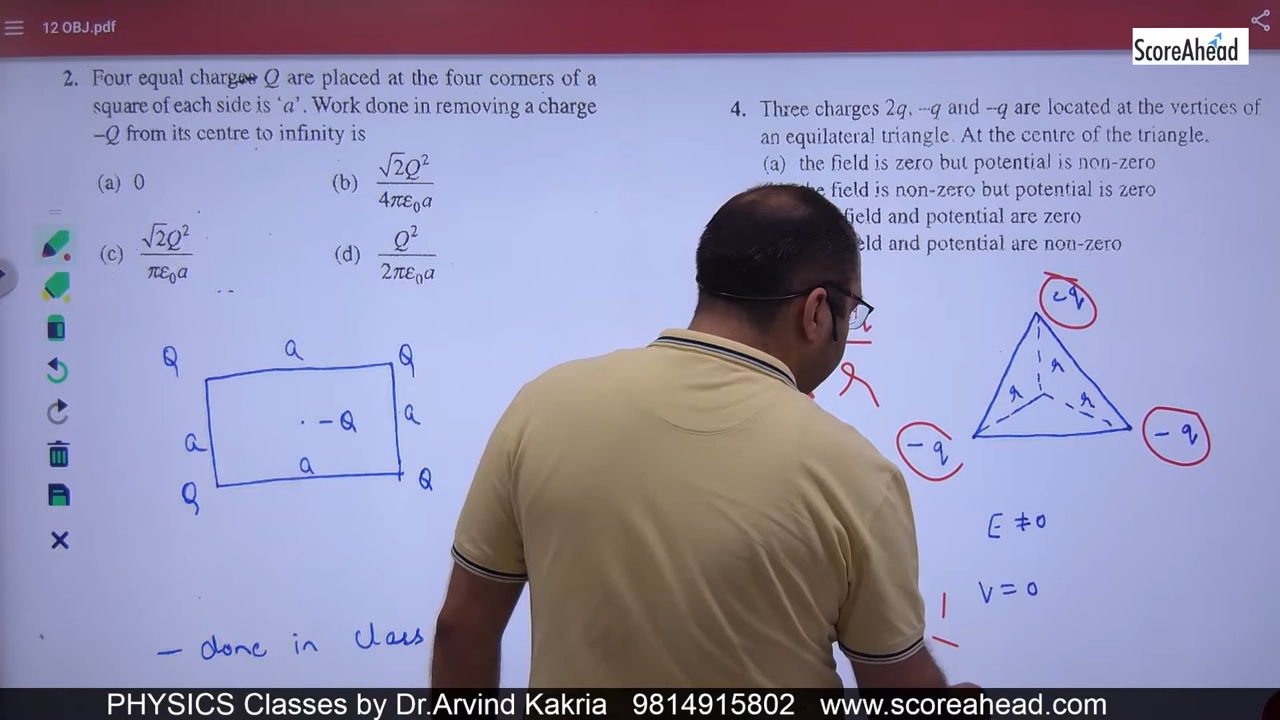 12 OBJ.pdf
ScoreAhead
2. Four equal charges Q are placed at the four corners of a
square of each side is ‘a’. Work done in removing a charge
–Q from its centre to infinity is
(a) 0
(b) √2Q² / 4πε₀a
(c) √2Q² / πε₀a
(d) Q² / 2πε₀a
Q a Q
. – Q
a a
a
Q Q
– done in class
4. Three charges 2q, –q and –q are located at the vertices of
an equilateral triangle. At the centre of the triangle.
(a) the field is zero but potential is non-zero
field is non-zero but potential is zero
field and potential are zero
and potential are non-zero
r
2q
r r r
– q – q
E ≠ 0
V = 0
PHYSICS Classes by Dr.Arvind Kakria 9814915802 www.scoreahead.com